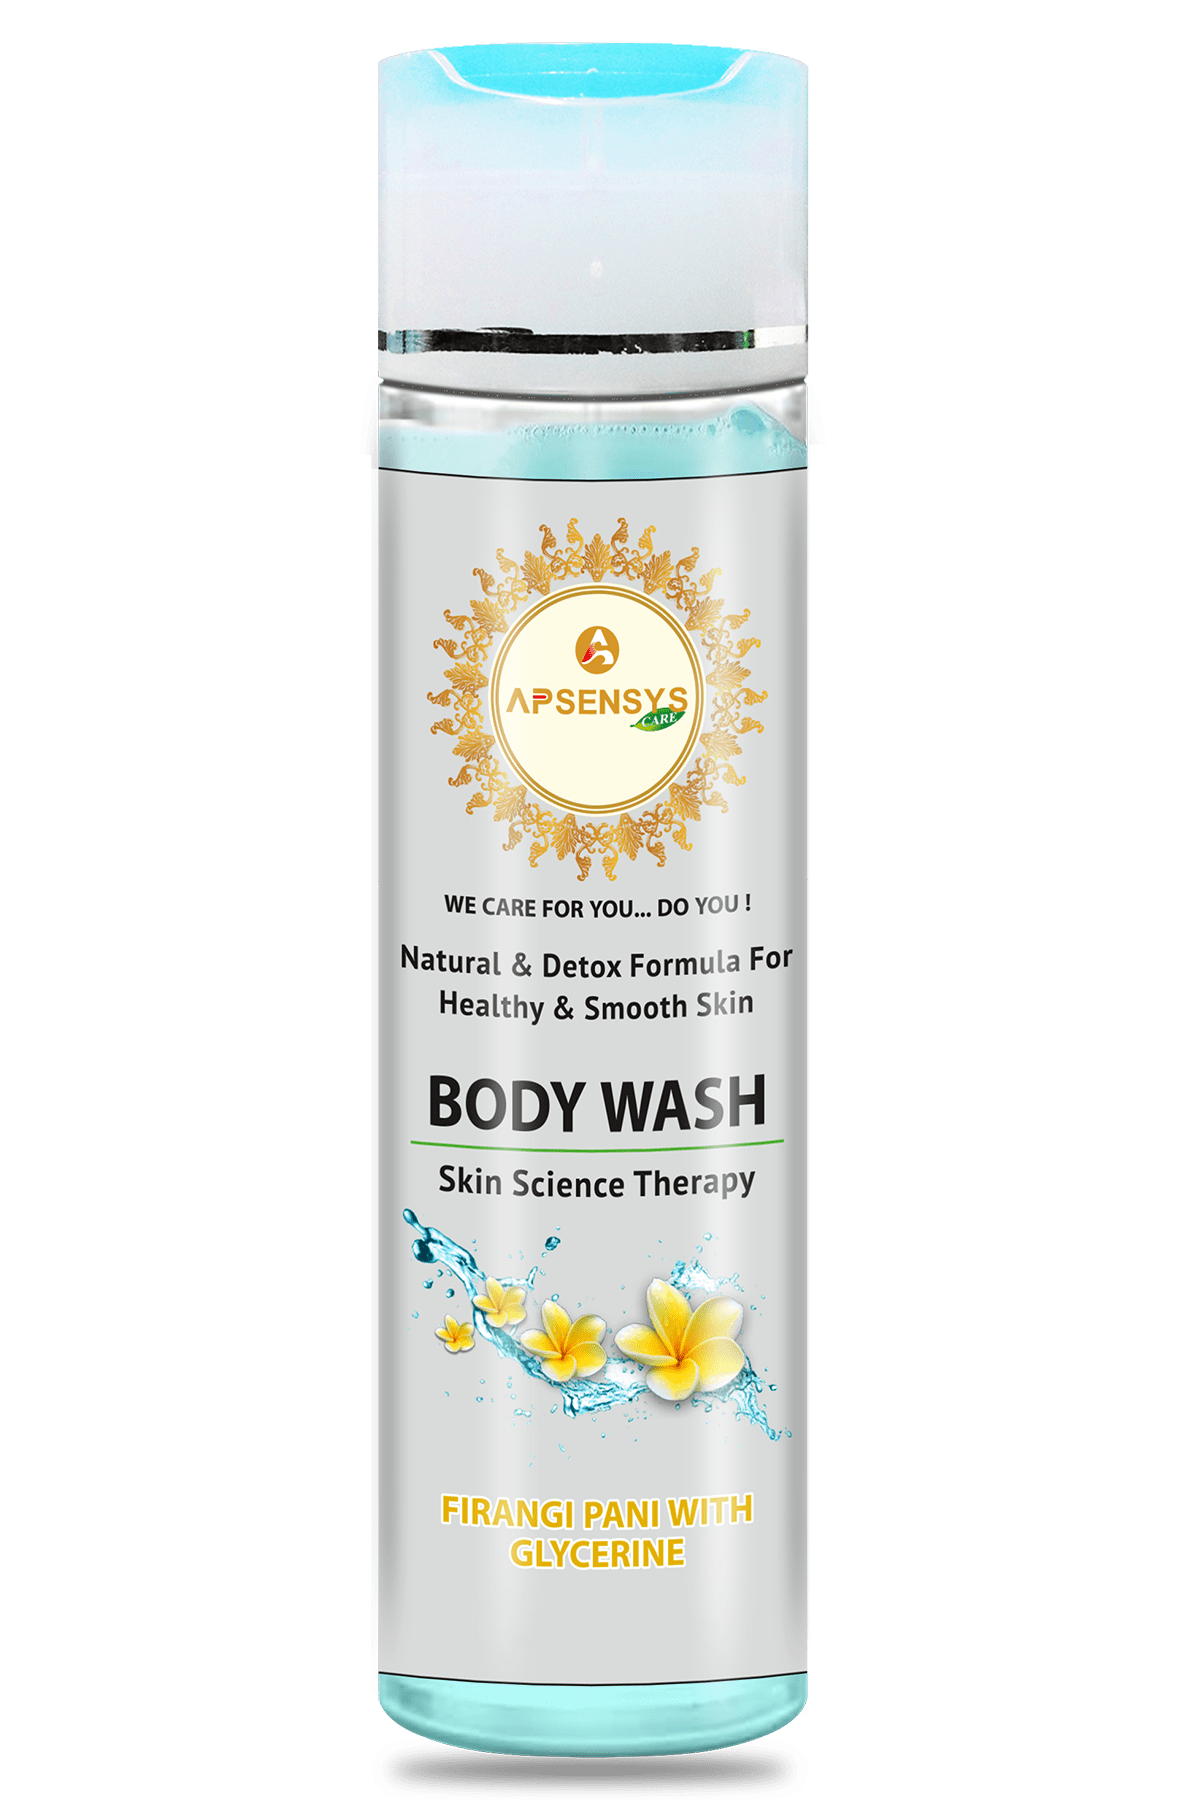 APSENSYS
CARE
WE CARE FOR YOU... DO YOU !
Natural & Detox Formula For
Healthy & Smooth Skin
BODY WASH
Skin Science Therapy
FIRANGI PANI WITH
GLYCERINE